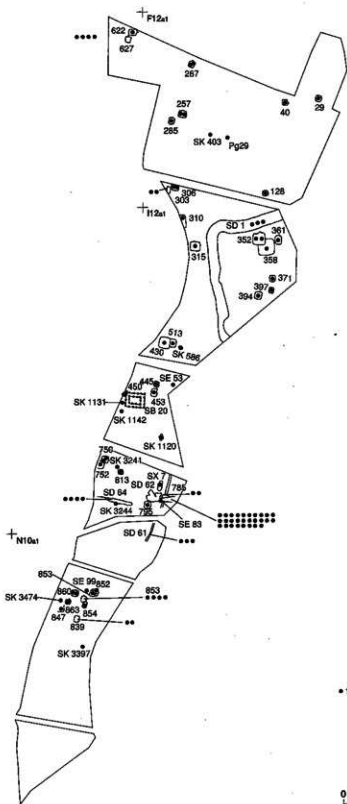 F12a1
622
627
267
257
285
40
29
SK 403
Pg29
128
306
303
I12a1
310
SD 1
315
352
361
358
371
397
394
513
430
SK 586
445
SE 53
450
453
SK 1131
SB 20
SK 1142
SK 1120
750
SK 3241
752
813
SX 7
SD 62
785
SD 64
SK 3244
795
SE 83
N10a1
SD 61
853
SE 99
852
860
853
SK 3474
863
854
847
839
SK 3397
0